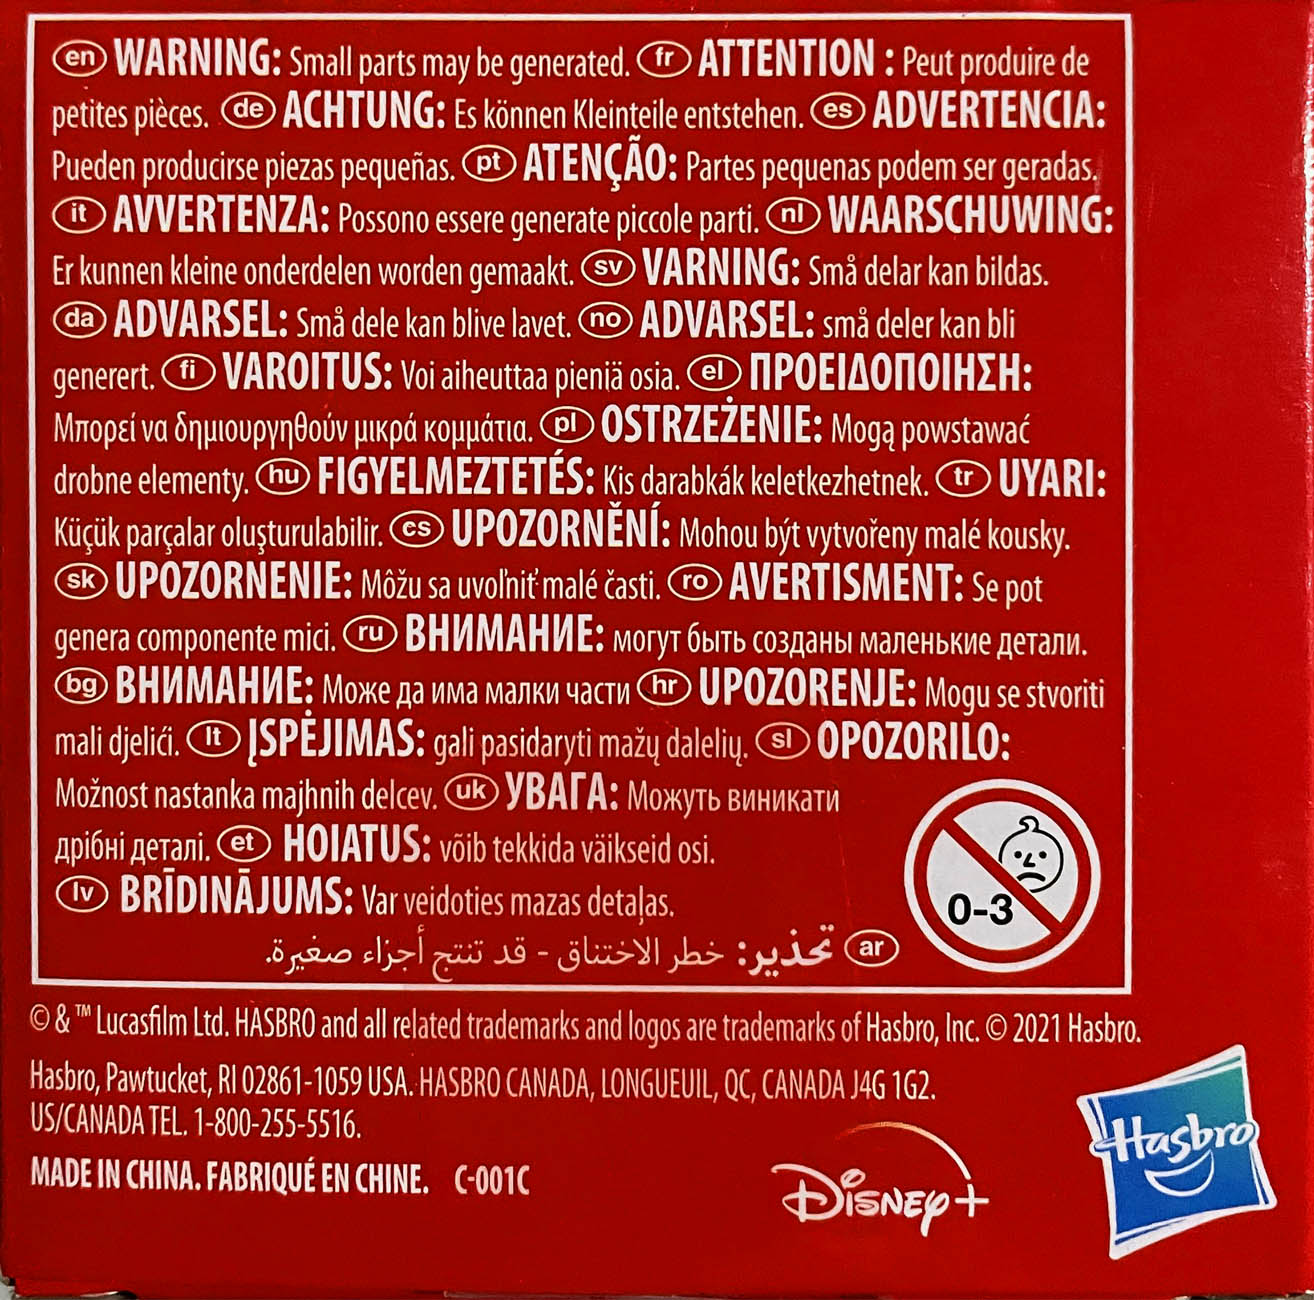 en WARNING: Small parts may be generated. fr ATTENTION : Peut produire de
petites pièces. de ACHTUNG: Es können Kleinteile entstehen. es ADVERTENCIA:
Pueden producirse piezas pequeñas. pt ATENÇÃO: Partes pequenas podem ser geradas.
it AVVERTENZA: Possono essere generate piccole parti. nl WAARSCHUWING:
Er kunnen kleine onderdelen worden gemaakt. sv VARNING: Små delar kan bildas.
da ADVARSEL: Små dele kan blive lavet. no ADVARSEL: små deler kan bli
generert. fi VAROITUS: Voi aiheuttaa pieniä osia. el ΠΡΟΕΙΔΟΠΟΙΗΣΗ:
Μπορεί να δημιουργηθούν μικρά κομμάτια. pl OSTRZEŻENIE: Mogą powstawać
drobne elementy. hu FIGYELMEZTETÉS: Kis darabkák keletkezhetnek. tr UYARI:
Küçük parçalar oluşturulabilir. cs UPOZORNĚNÍ: Mohou být vytvořeny malé kousky.
sk UPOZORNENIE: Môžu sa uvoľniť malé časti. ro AVERTISMENT: Se pot
genera componente mici. ru ВНИМАНИЕ: могут быть созданы маленькие детали.
bg ВНИМАНИЕ: Може да има малки части hr UPOZORENJE: Mogu se stvoriti
mali djelići. lt ĮSPĖJIMAS: gali pasidaryti mažų dalelių. sl OPOZORILO:
Možnost nastanka majhnih delcev. uk УВАГА: Можуть виникати
дрібні деталі. et HOIATUS: võib tekkida väikseid osi.
lv BRĪDINĀJUMS: Var veidoties mazas detaļas.
ar تحذير: خطر الاختناق - قد تنتج أجزاء صغيرة.
0-3
© & ™ Lucasfilm Ltd. HASBRO and all related trademarks and logos are trademarks of Hasbro, Inc. © 2021 Hasbro.
Hasbro, Pawtucket, RI 02861-1059 USA. HASBRO CANADA, LONGUEUIL, QC, CANADA J4G 1G2.
US/CANADA TEL. 1-800-255-5516.
MADE IN CHINA. FABRIQUÉ EN CHINE. C-001C
Disney+
Hasbro